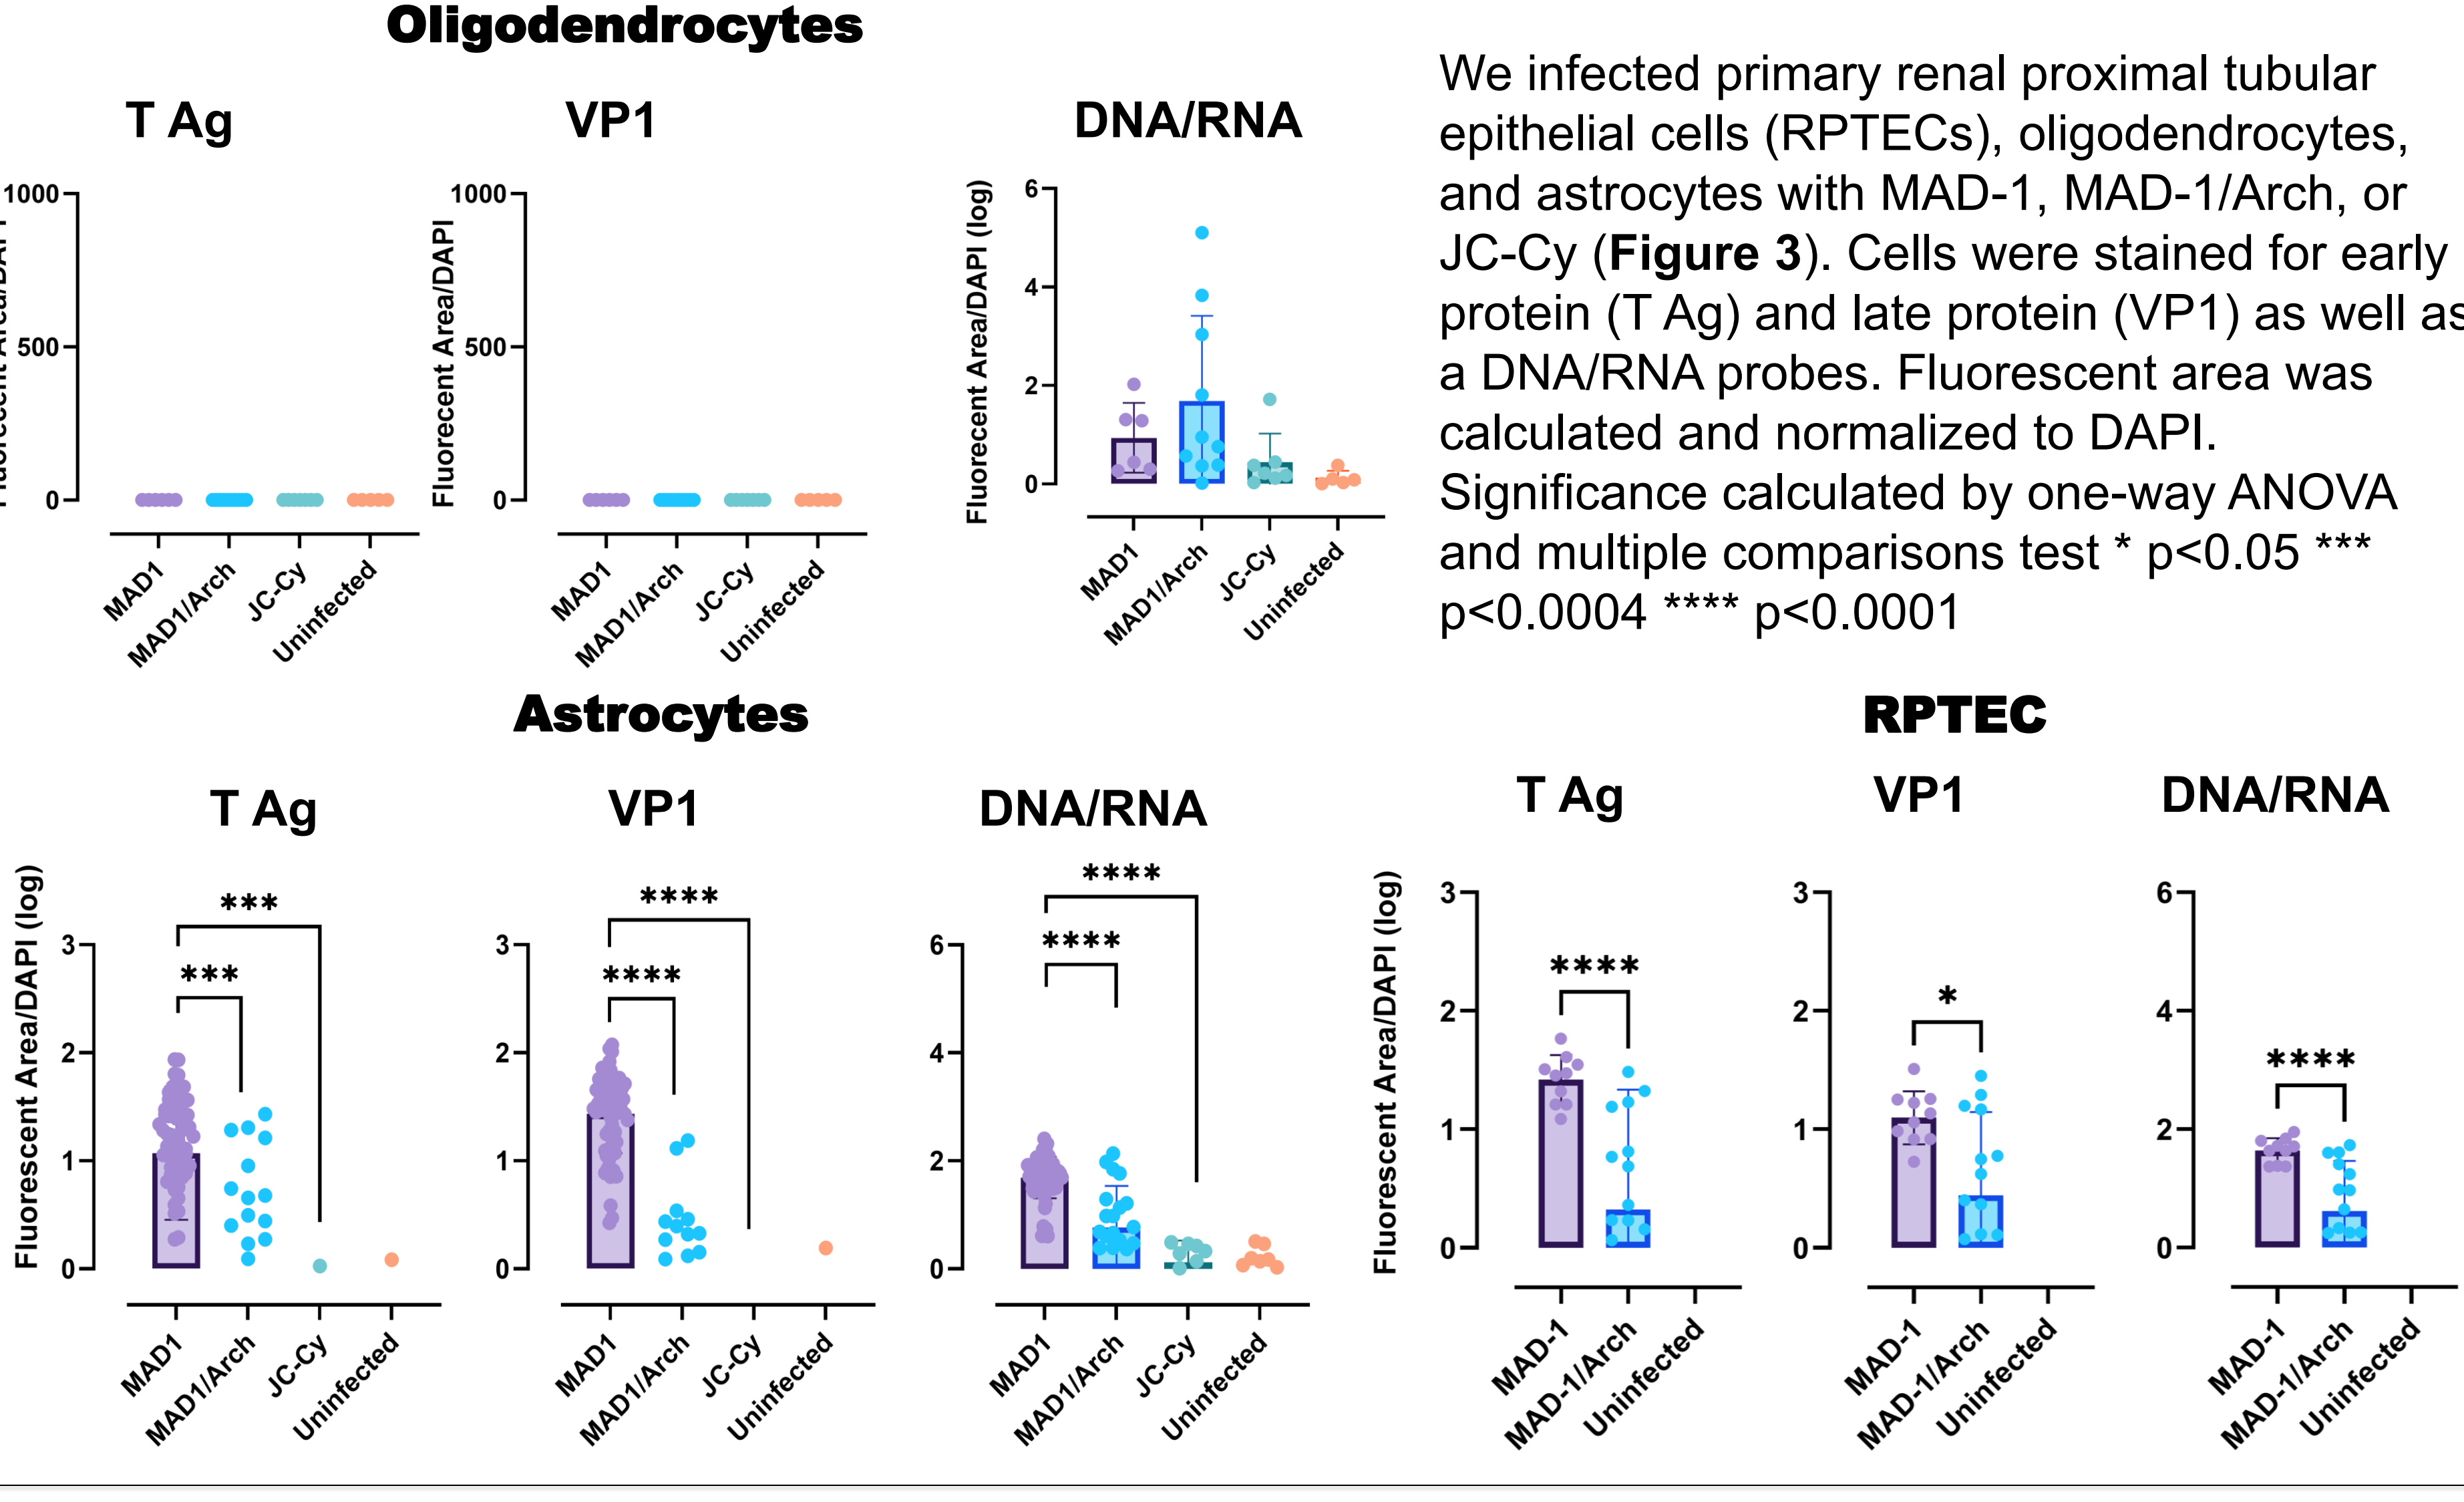 Oligodendrocytes
T Ag
VP1
DNA/RNA
1000
500
0
Fluorecent Area/DAPI
MAD1
MAD1/Arch
JC-Cy
Uninfected
1000
500
0
Fluorecent Area/DAPI
MAD1
MAD1/Arch
JC-Cy
Uninfected
Fluorecent Area/DAPI (log)
6
4
2
0
MAD1
MAD1/Arch
JC-Cy
Uninfected
We infected primary renal proximal tubular
epithelial cells (RPTECs), oligodendrocytes,
and astrocytes with MAD-1, MAD-1/Arch, or
JC-Cy (Figure 3). Cells were stained for early
protein (T Ag) and late protein (VP1) as well as
a DNA/RNA probes. Fluorescent area was
calculated and normalized to DAPI.
Significance calculated by one-way ANOVA
and multiple comparisons test * p<0.05 ***
p<0.0004 **** p<0.0001
Astrocytes
T Ag
VP1
DNA/RNA
Fluorescent Area/DAPI (log)
3
2
1
0
***
***
MAD1
MAD1/Arch
JC-Cy
Uninfected
3
2
1
0
****
****
MAD1
MAD1/Arch
JC-Cy
Uninfected
6
4
2
0
****
****
MAD1
MAD1/Arch
JC-Cy
Uninfected
RPTEC
T Ag
VP1
DNA/RNA
Fluorescent Area/DAPI (log)
3
2
1
0
****
MAD-1
MAD-1/Arch
Uninfected
3
2
1
0
*
MAD-1
MAD-1/Arch
Uninfected
6
4
2
0
****
MAD-1
MAD-1/Arch
Uninfected